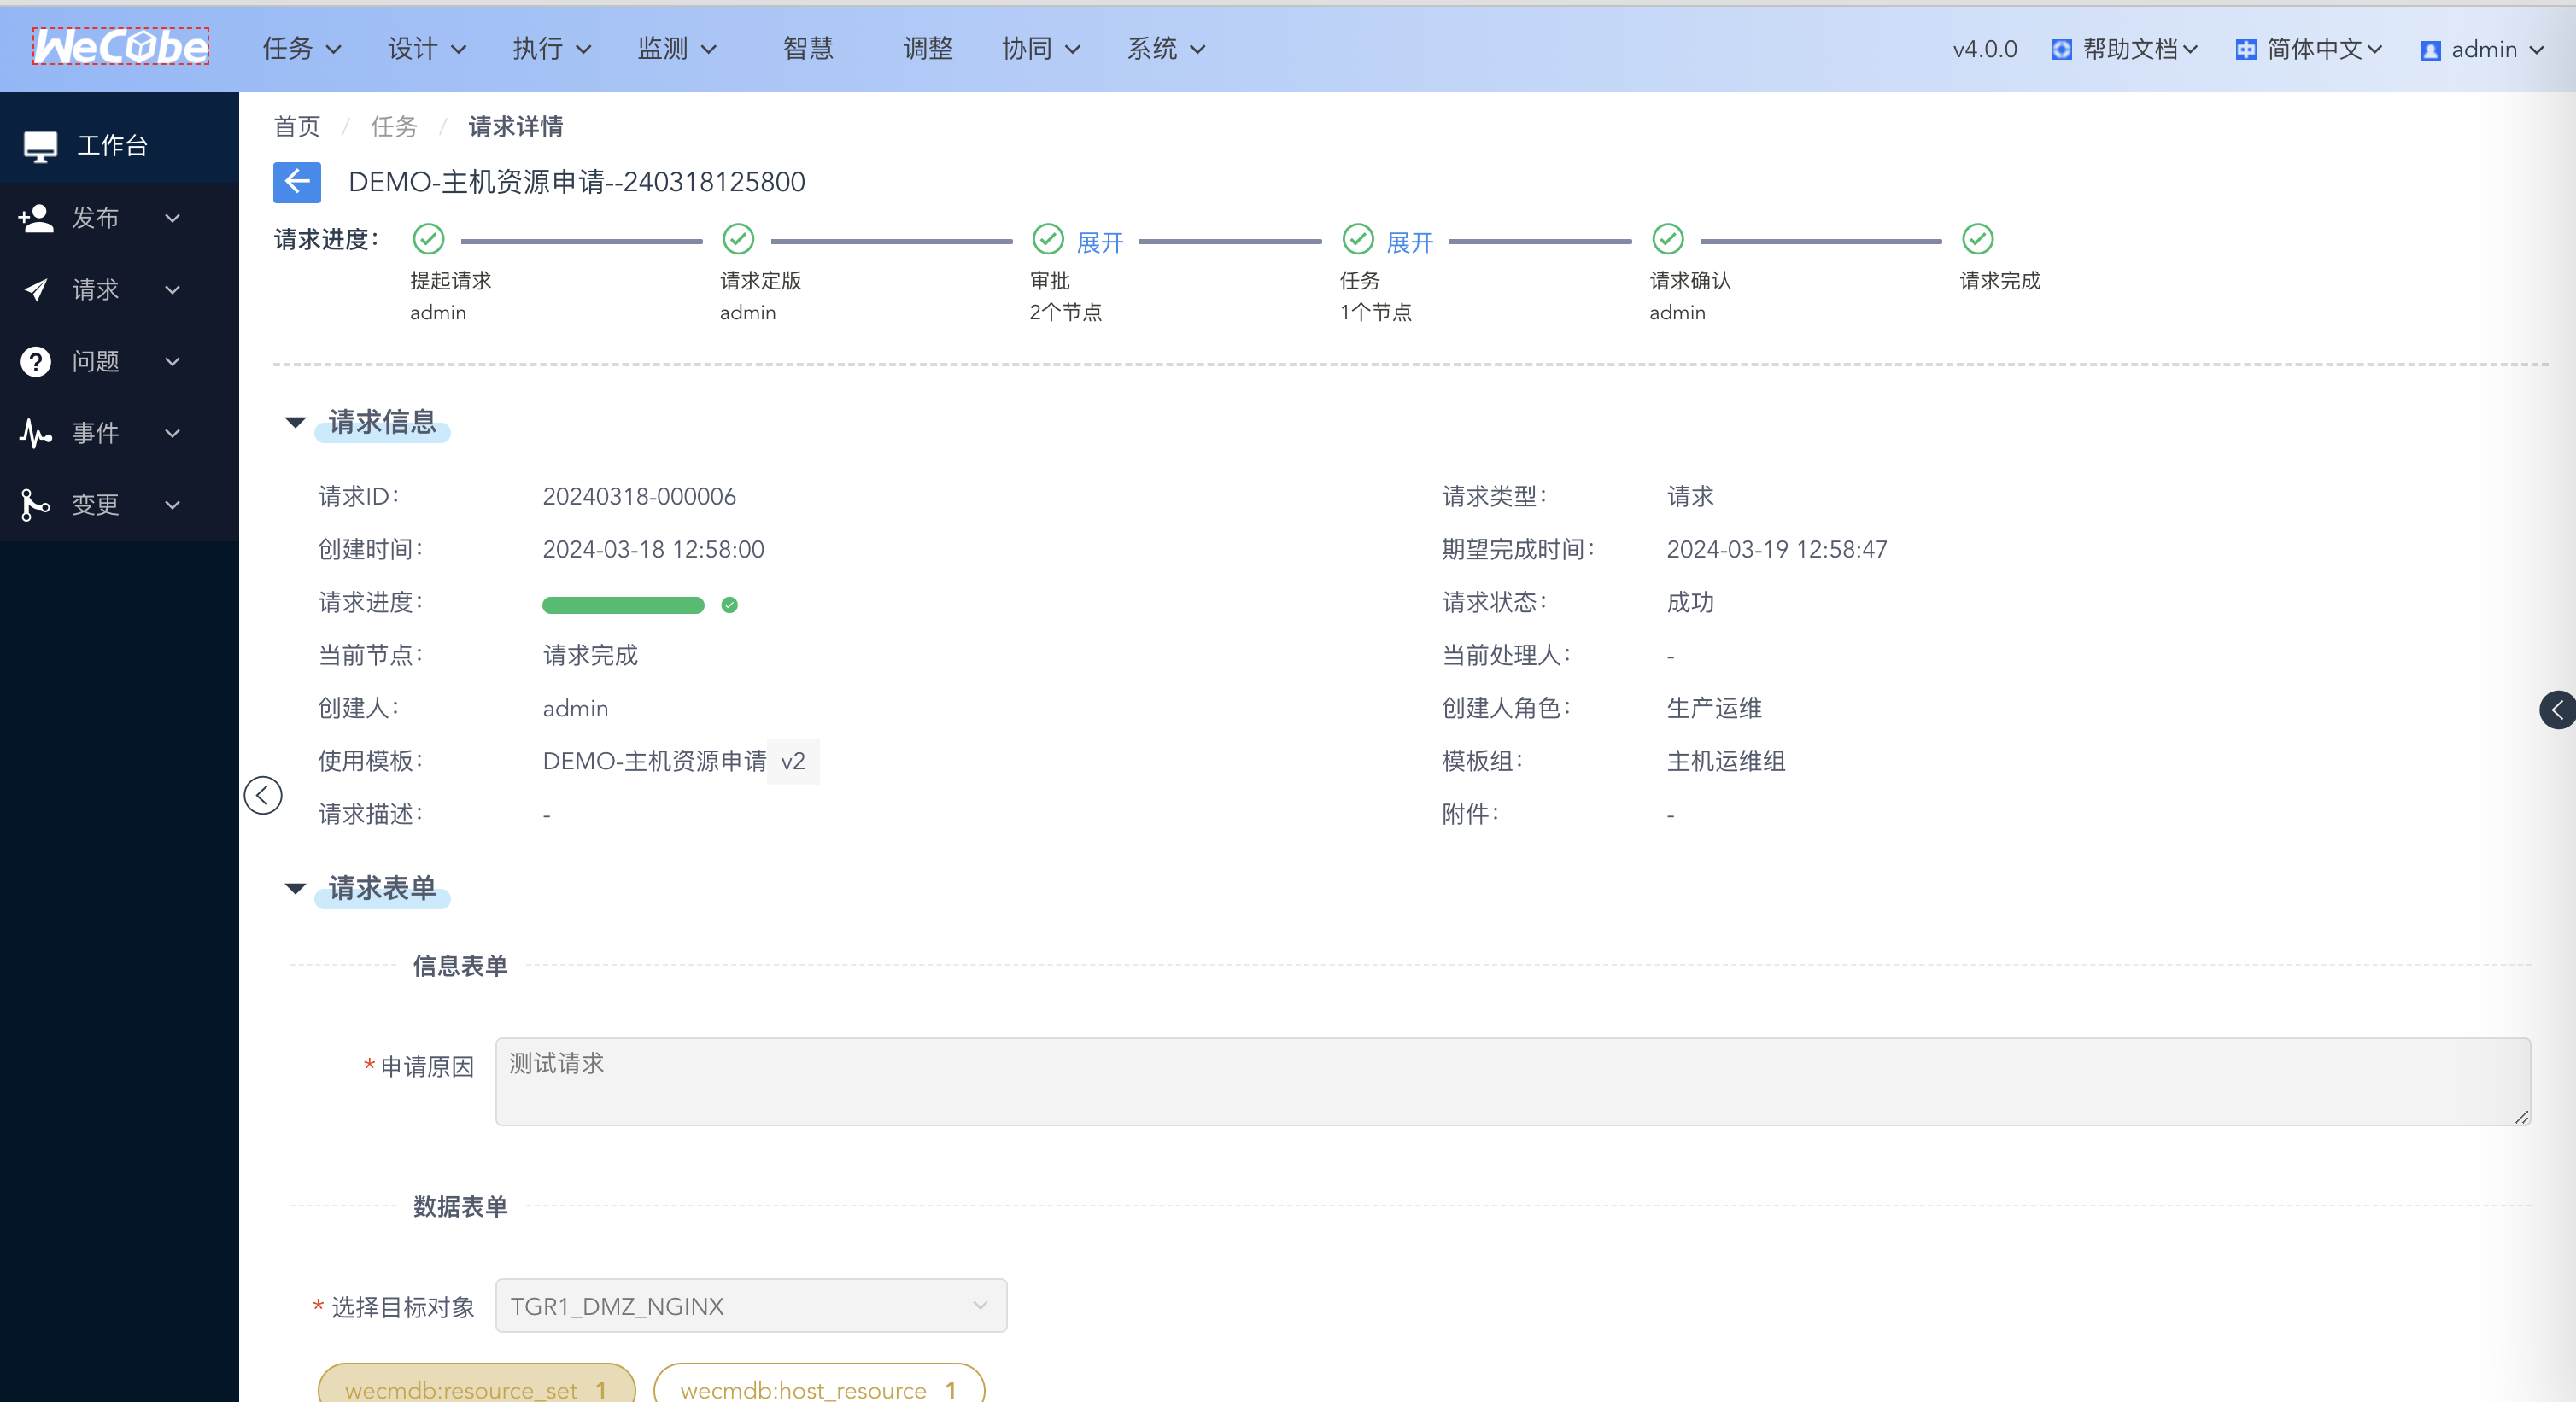 WeCube 任务 设计 执行 监测 智慧 调整 协同 系统 v4.0.0 帮助文档 简体中文 admin
工作台
发布
请求
问题
事件
变更
首页 / 任务 / 请求详情
DEMO-主机资源申请--240318125800
请求进度： 展开 展开
提起请求 请求定版 审批 任务 请求确认 请求完成
admin admin 2个节点 1个节点 admin
请求信息
请求ID： 20240318-000006 请求类型： 请求
创建时间： 2024-03-18 12:58:00 期望完成时间： 2024-03-19 12:58:47
请求进度： 请求状态： 成功
当前节点： 请求完成 当前处理人： -
创建人： admin 创建人角色： 生产运维
使用模板： DEMO-主机资源申请 v2 模板组： 主机运维组
请求描述： - 附件： -
请求表单
信息表单
*申请原因 测试请求
数据表单
* 选择目标对象 TGR1_DMZ_NGINX
wecmdb:resource_set 1 wecmdb:host_resource 1